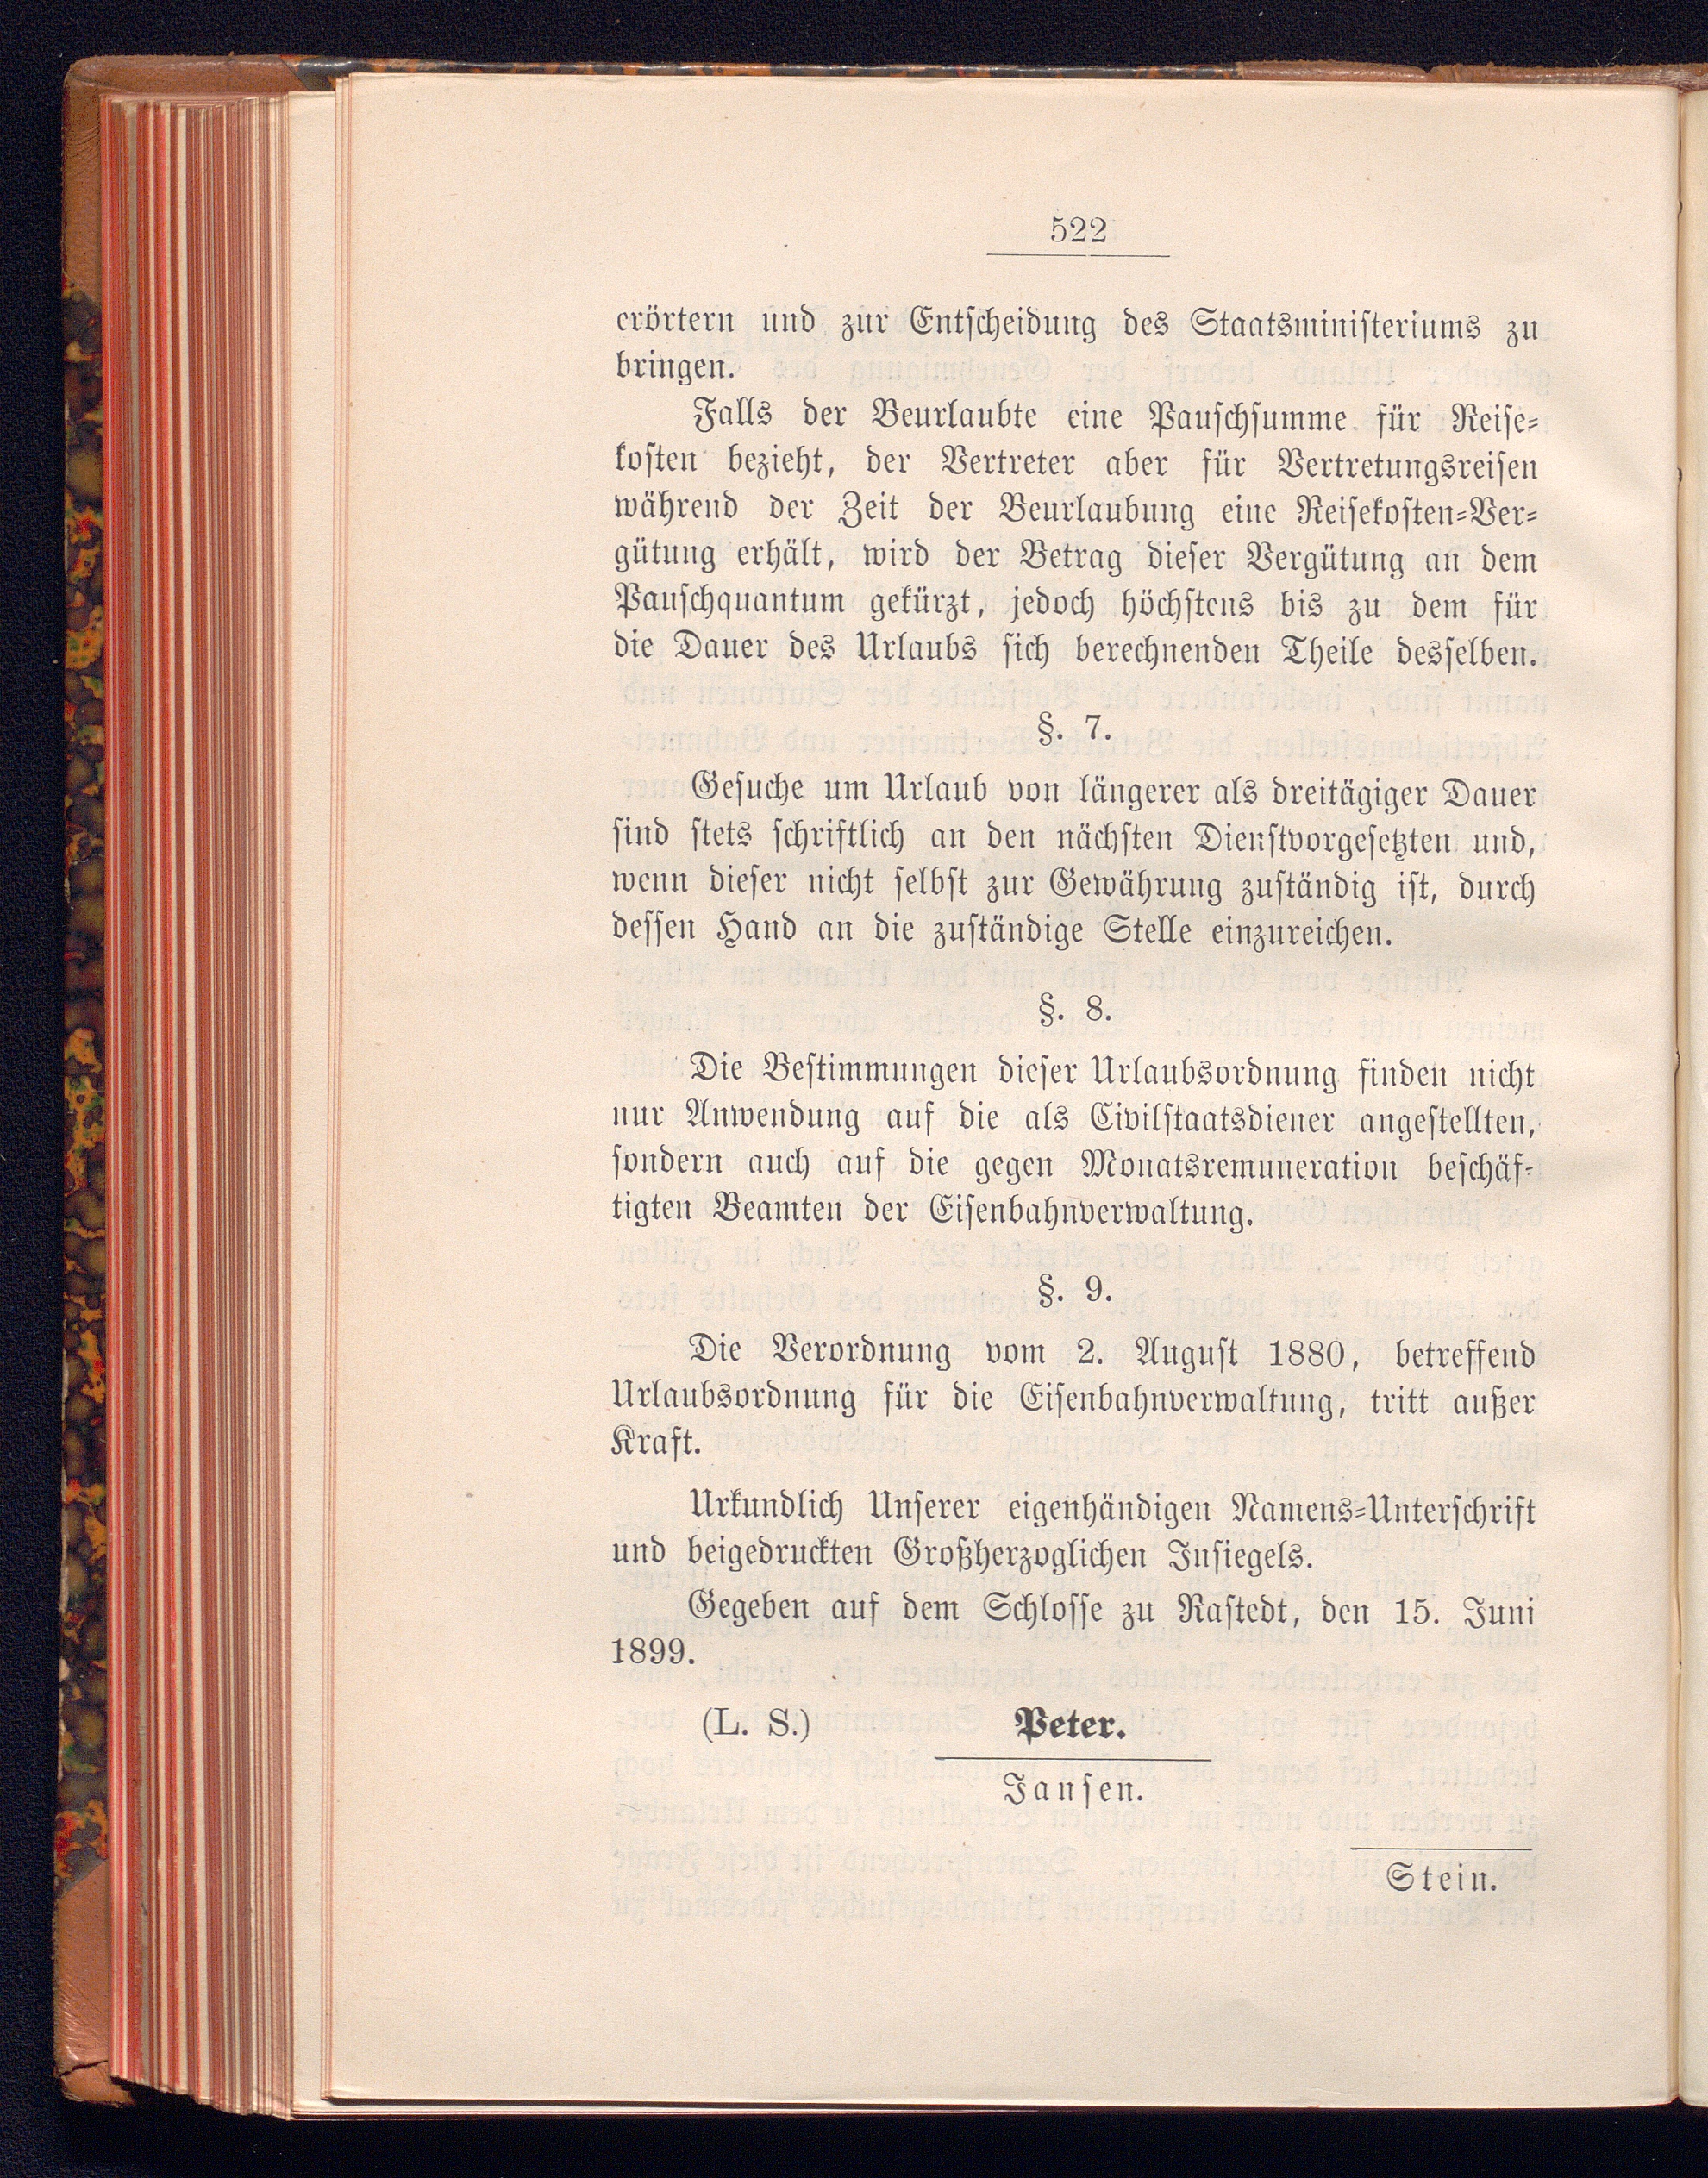 522
erörtern und zur Entscheidung des Staatsministeriums zu
bringen.
Falls der Beurlaubte eine Pauschsumme für Reise-
kosten bezieht, der Vertreter aber für Vertretungsreisen
während der Zeit der Beurlaubung eine Reisekosten-Ver-
gütung erhält, wird der Betrag dieser Vergütung an dem
Pauschquantum gekürzt, jedoch höchstens bis zu dem für
die Dauer des Urlaubs sich berechnenden Theile desselben.
§. 7.
Gesuche um Urlaub von längerer als dreitägiger Dauer
sind stets schriftlich an den nächsten Dienstvorgesetzten und,
wenn dieser nicht selbst zur Gewährung zuständig ist, durch
dessen Hand an die zuständige Stelle einzureichen.
§. 8.
Die Bestimmungen dieser Urlaubsordnung finden nicht
nur Anwendung auf die als Civilstaatsdiener angestellten,
sondern auch auf die gegen Monatsremuneration beschäf-
tigten Beamten der Eisenbahnverwaltung.
§. 9.
Die Verordnung vom 2. August 1880, betreffend
Urlaubsordnung für die Eisenbahnverwaltung, tritt außer
Kraft.
Urkundlich Unserer eigenhändigen Namens-Unterschrift
und beigedruckten Großherzoglichen Insiegels.
Gegeben auf dem Schlosse zu Rastedt, den 15. Juni
1899.
(L. S.) Peter.
Jansen.
Stein.